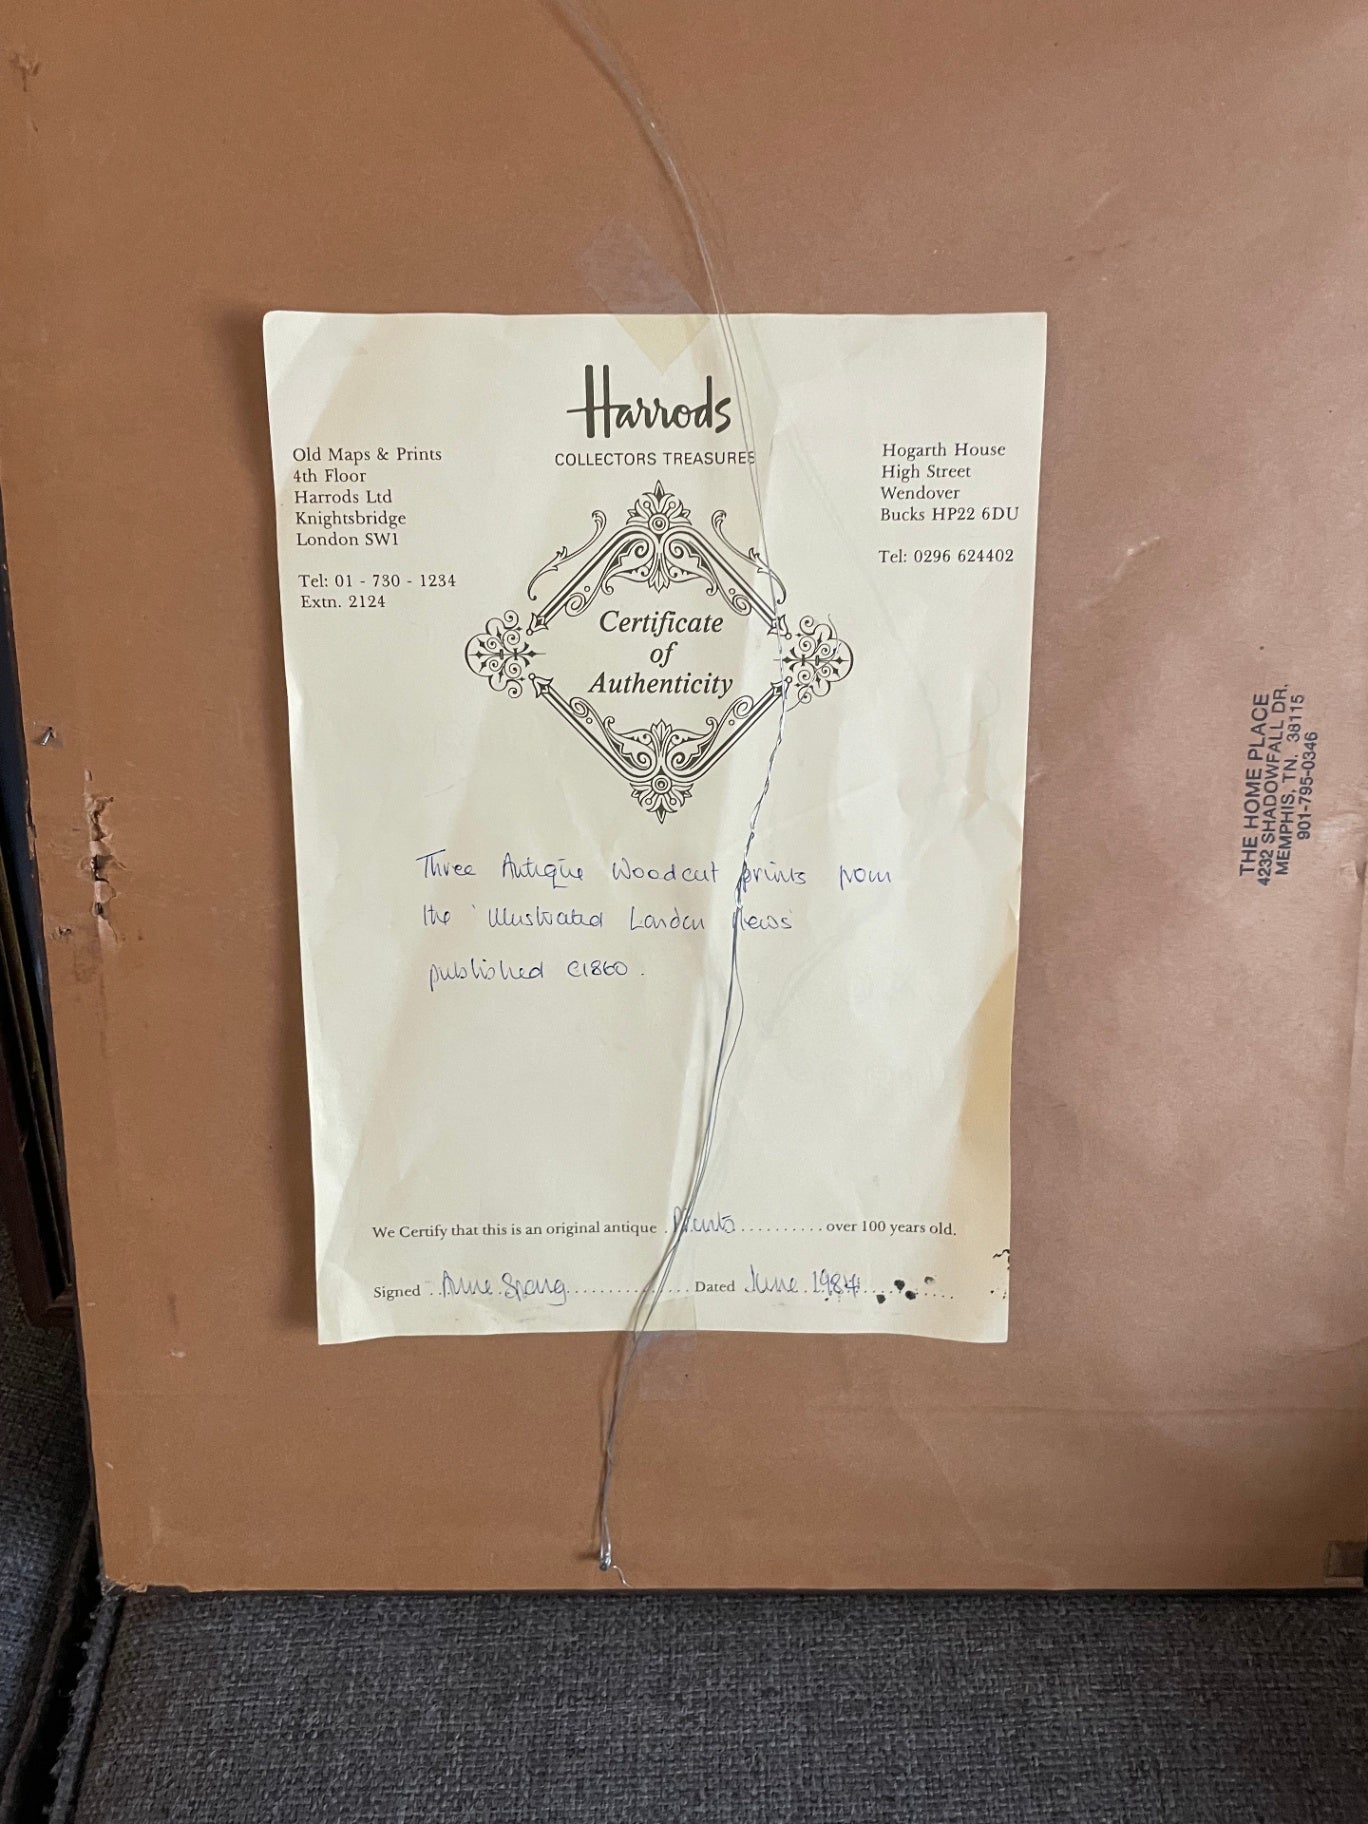 Harrods
COLLECTORS TREASURES
Old Maps & Prints
4th Floor
Harrods Ltd
Knightsbridge
London SW1
Tel: 01 - 730 - 1234
Extn. 2124
Hogarth House
High Street
Wendover
Bucks HP22 6DU
Tel: 0296 624402
Certificate
of
Authenticity
Three Antique Woodcut prints from
the 'Illustrated London News'
published C1860.
We Certify that this is an original antique Prints over 100 years old.
Signed Anne Dated June 1984
THE HOME PLACE
4232 SHADOWFALL DR.
MEMPHIS, TN. 38115
901-795-0346